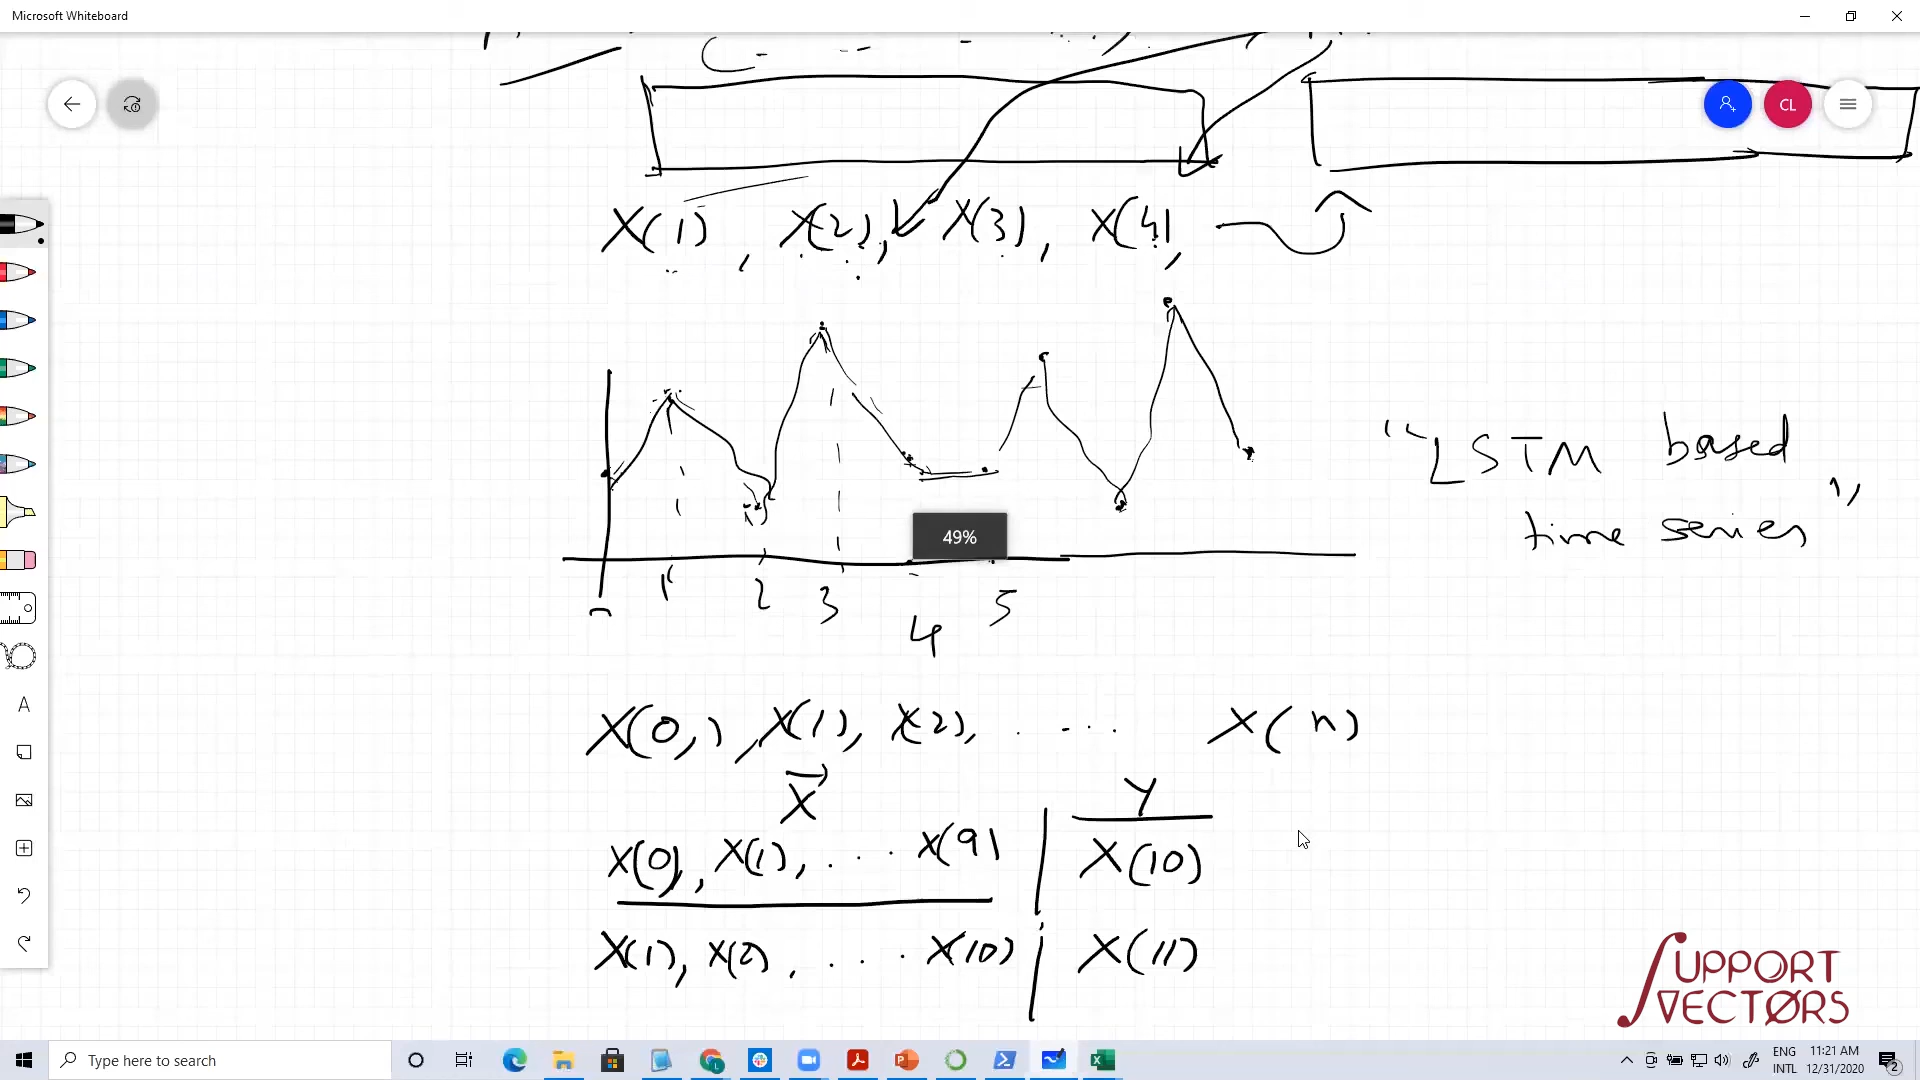 Microsoft Whiteboard
CL
X(1), X(2), X(3), X(4),
"LSTM based
time series"
49%
1 2 3 4 5
X(0,), X(1), X(2), ..... X(n)
X Y
X(0), X(1), .... X(9) | X(10)
X(1), X(2), .... X(10) | X(11)
SUPPORT
VECTORS
A
Type here to search
ENG
INTL
11:21 AM
12/31/2020
2